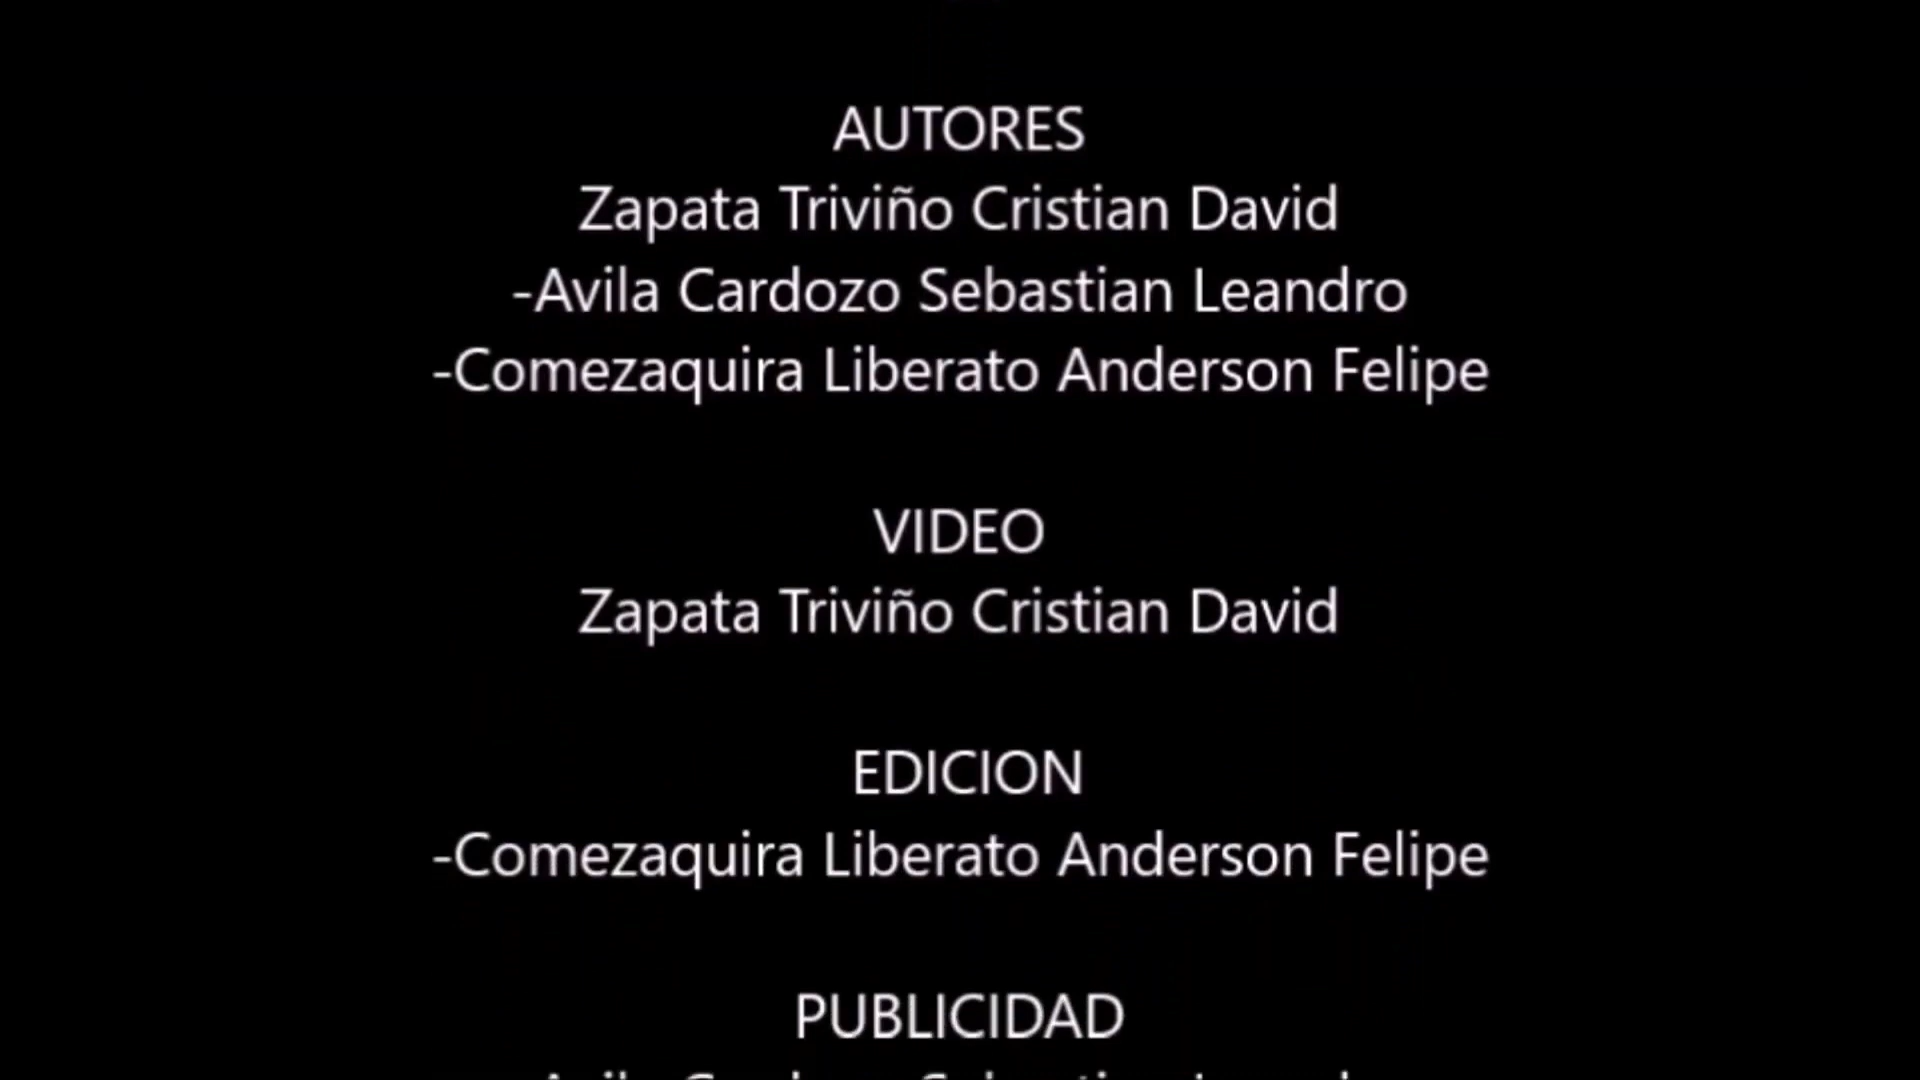 AUTORES
Zapata Triviño Cristian David
-Avila Cardozo Sebastian Leandro
-Comezaquira Liberato Anderson Felipe
VIDEO
Zapata Triviño Cristian David
EDICION
-Comezaquira Liberato Anderson Felipe
PUBLICIDAD